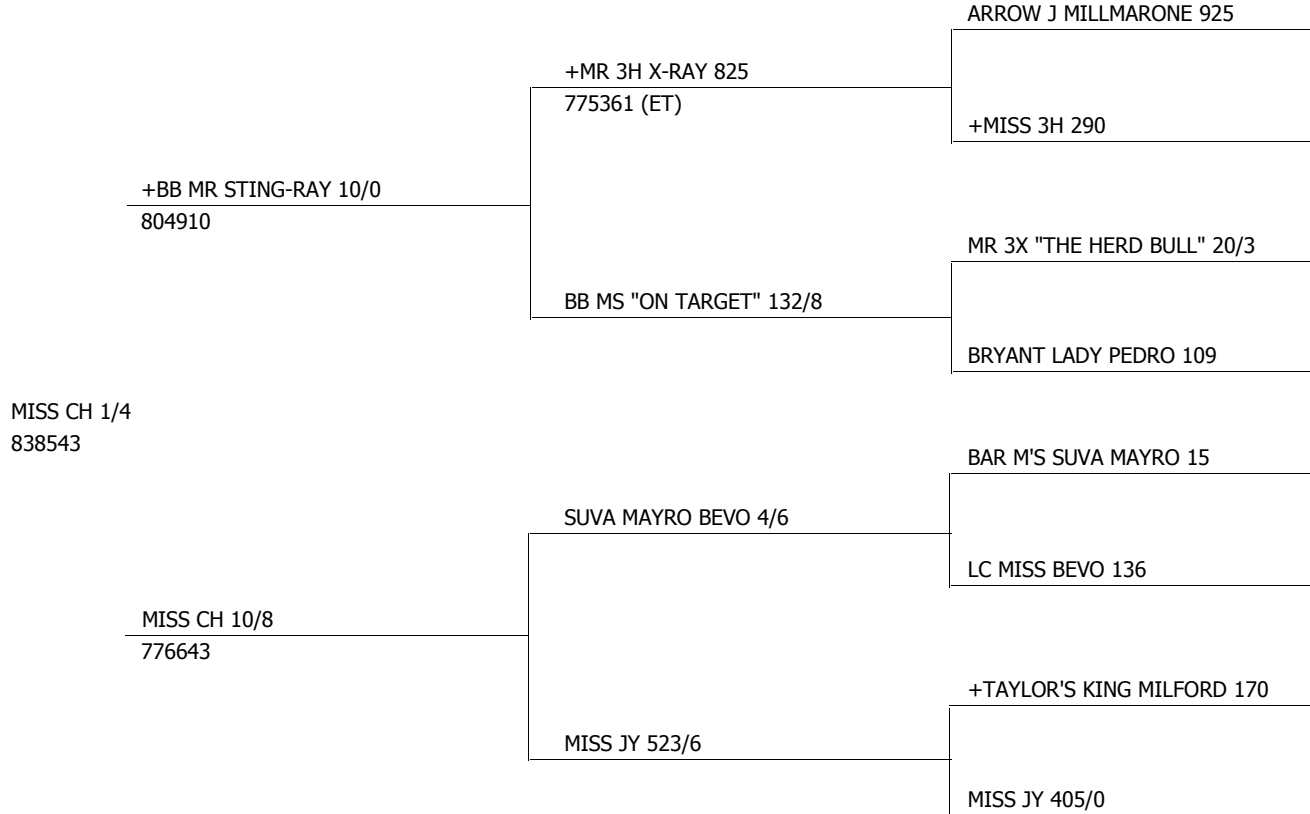 ARROW J MILLMARONE 925
+MR 3H X-RAY 825
775361 (ET)
+MISS 3H 290
+BB MR STING-RAY 10/0
804910
MR 3X "THE HERD BULL" 20/3
BB MS "ON TARGET" 132/8
BRYANT LADY PEDRO 109
MISS CH 1/4
838543
BAR M'S SUVA MAYRO 15
SUVA MAYRO BEVO 4/6
LC MISS BEVO 136
MISS CH 10/8
776643
+TAYLOR'S KING MILFORD 170
MISS JY 523/6
MISS JY 405/0